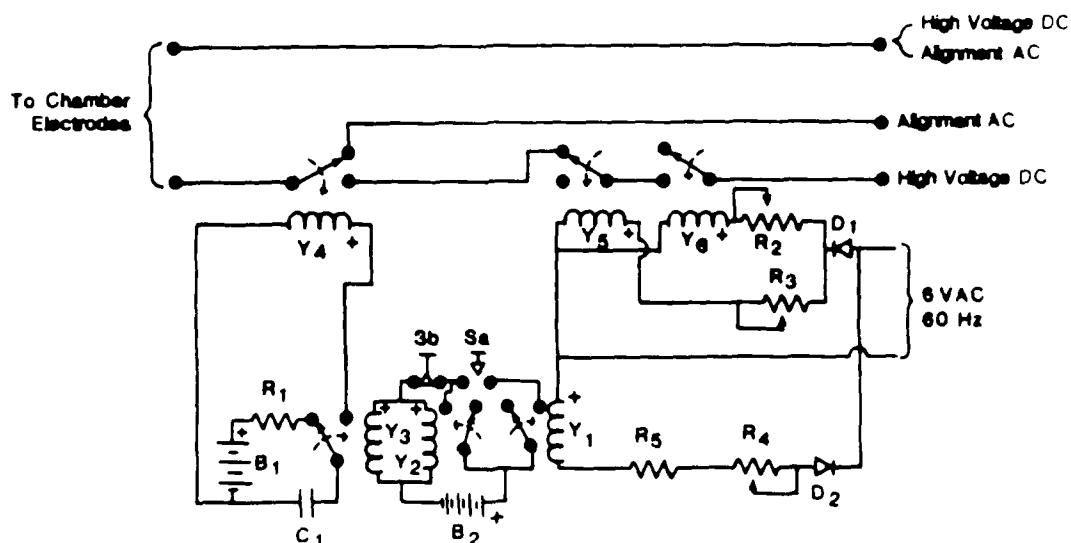 High Voltage DC
Alignment AC
To Chamber
Electrodes
Alignment AC
High Voltage DC
Y4 +
Y5 +
Y6 +
R2
D1
R3
6 VAC
60 Hz
3b
Sa
R1
+
B1
C1
+ +
Y3
Y2
+ +
B2 +
+
Y1
R5
R4
D2